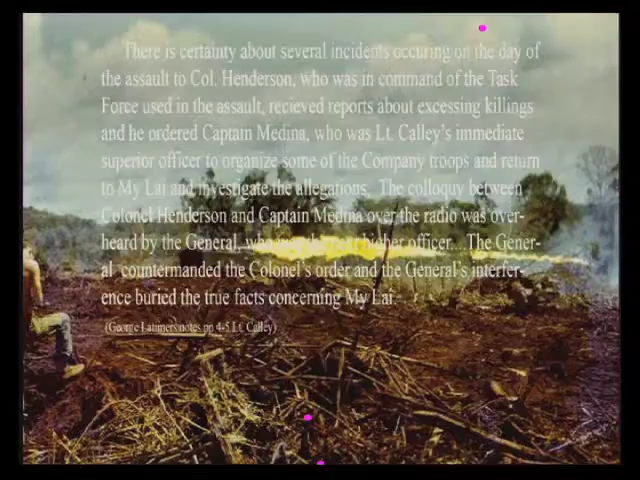 There is certainty about several incidents occuring on the day of
the assault to Col. Henderson, who was in command of the Task
Force used in the assault, recieved reports about excessing killings
and he ordered Captain Medina, who was Lt. Calley's immediate
superior officer to organize some of the Company troops and return
to My Lai and investigate the allegations. The colloquy between
Colonel Henderson and Captain Medina over the radio was over-
heard by the General, who was the next higher officer...The Gener-
al countermanded the Colonel's order and the General's interfer-
ence buried the true facts concerning My Lai.
(George Latimers notes pp 4-5 Lt. Calley)